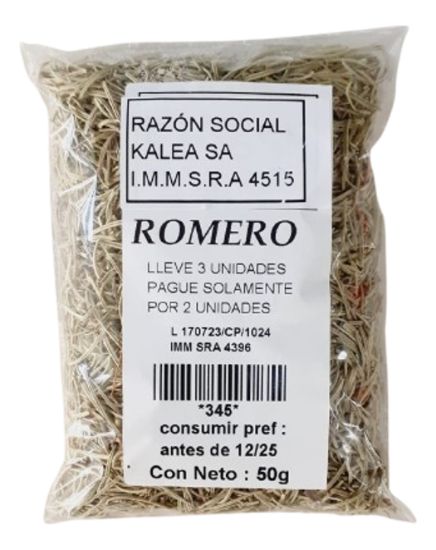 RAZÓN SOCIAL
KALEA SA
I.M.M.S.R.A 4515
ROMERO
LLEVE 3 UNIDADES
PAGUE SOLAMENTE
POR 2 UNIDADES
L 170723/CP/1024
IMM SRA 4396
*345*
consumir pref :
antes de 12/25
Con Neto : 50g